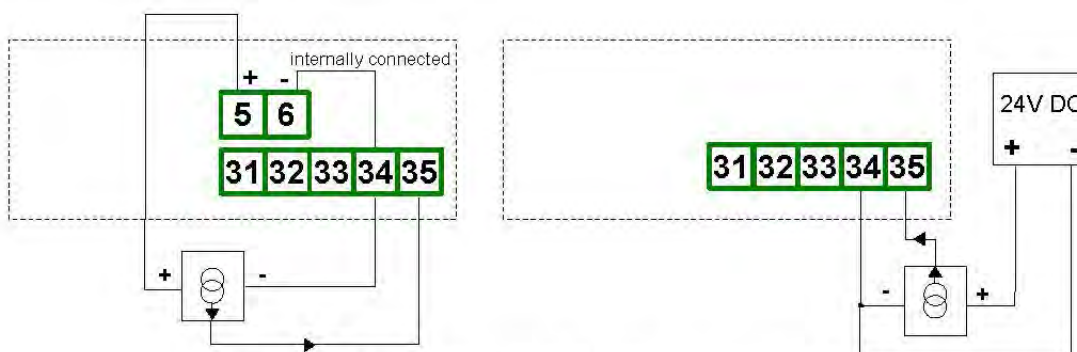 internally connected
+ -
5 6
31 32 33 34 35
+ -
24V DC
+ -
31 32 33 34 35
- +